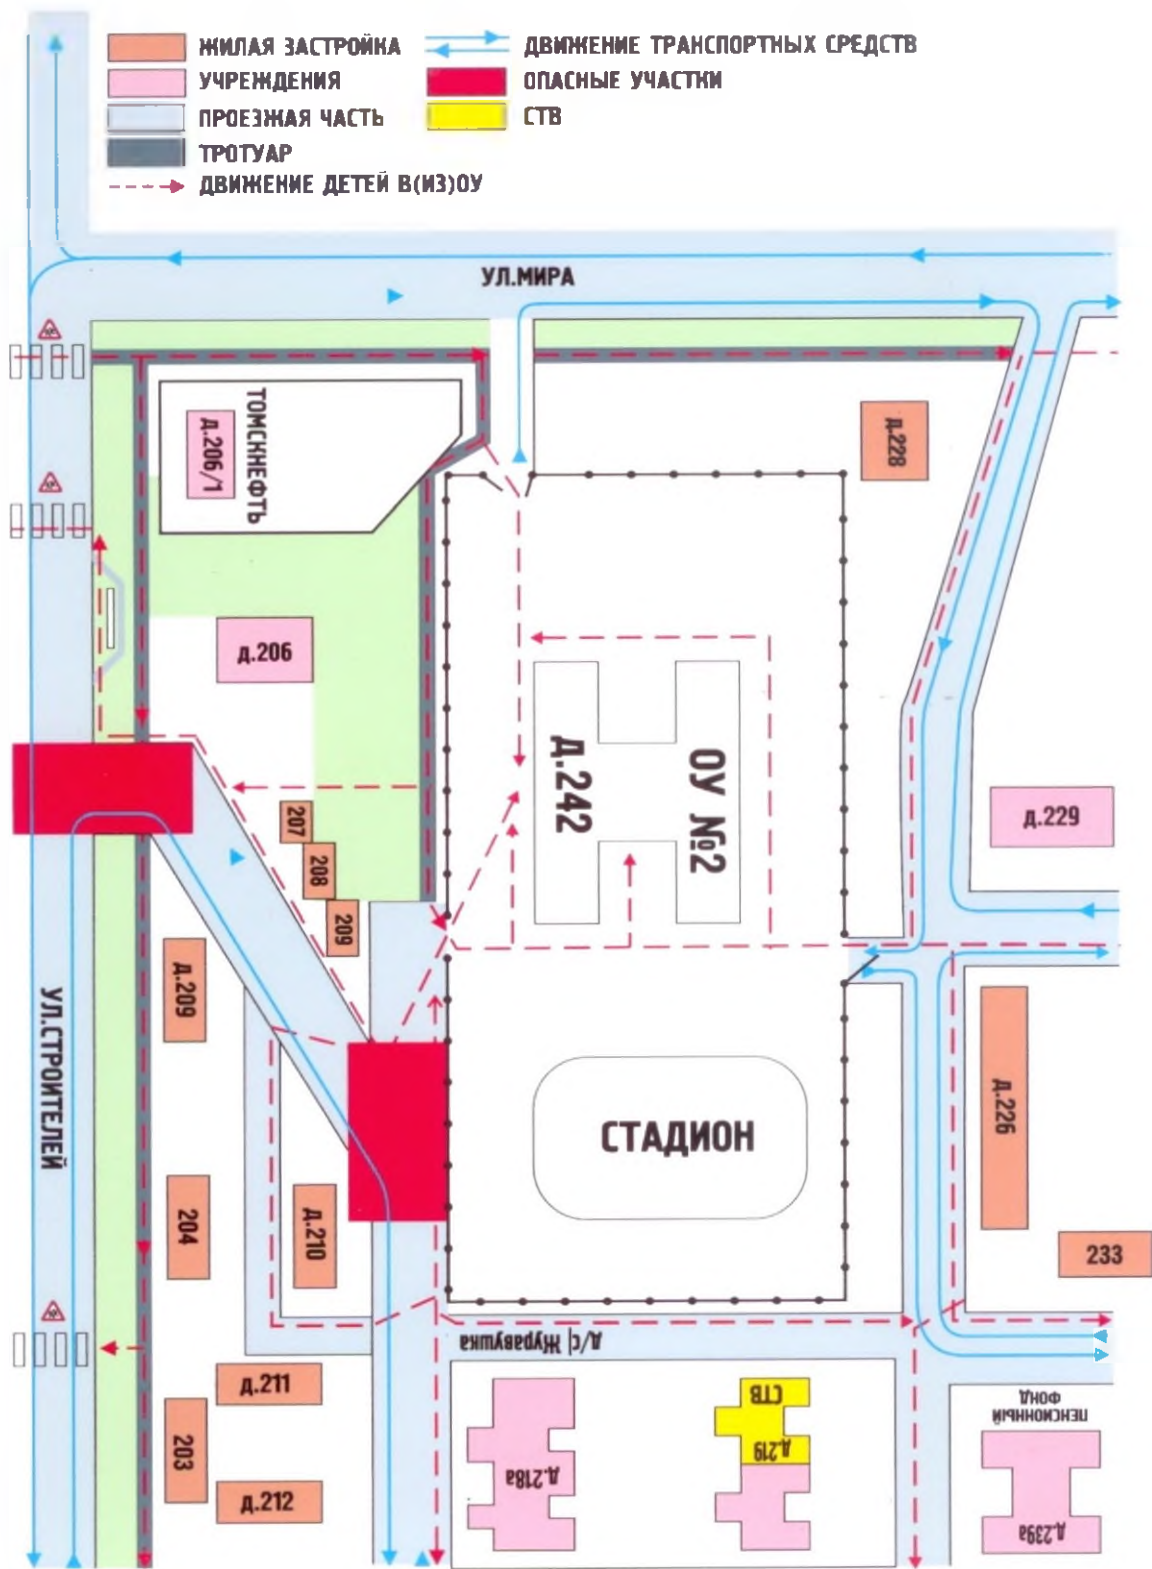 ЖИЛАЯ ЗАСТРОЙКА
УЧРЕЖДЕНИЯ
ПРОЕЗЖАЯ ЧАСТЬ
ТРОТУАР
ДВИЖЕНИЕ ДЕТЕЙ В(ИЗ)ОУ
ДВИЖЕНИЕ ТРАНСПОРТНЫХ СРЕДСТВ
ОПАСНЫЕ УЧАСТКИ
СТВ
УЛ.МИРА
ТОМСКНЕФТЬ
д.206/1
д.228
д.206
д.242
ОУ №2
д.229
207
208
209
д.209
УЛ.СТРОИТЕЛЕЙ
СТАДИОН
д.226
204
д.210
233
д/с Журавушка
д.211
203
д.212
д.218а
СТВ
д.219
ПЕНСИОННЫЙ
ФОНД
д.239а